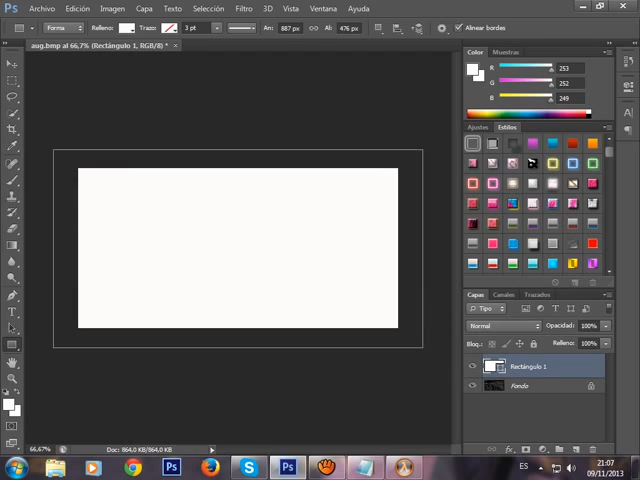 Ps Archivo Edición Imagen Capa Texto Selección Filtro 3D Vista Ventana Ayuda
Forma Relleno: Trazo: 3 pt An: 887 px Al: 476 px Alinear bordes
aug.bmp al 66,7% (Rectángulo 1, RGB/8) * ×
Color Muestras
R 253
G 252
B 249
Ajustes Estilos
Capas Canales Trazados
Tipo
Normal Opacidad: 100%
Bloq.: Relleno: 100%
Rectángulo 1
Fondo
66,67% Doc: 864,0 KB/864,0 KB
ES 21:07
09/11/2013